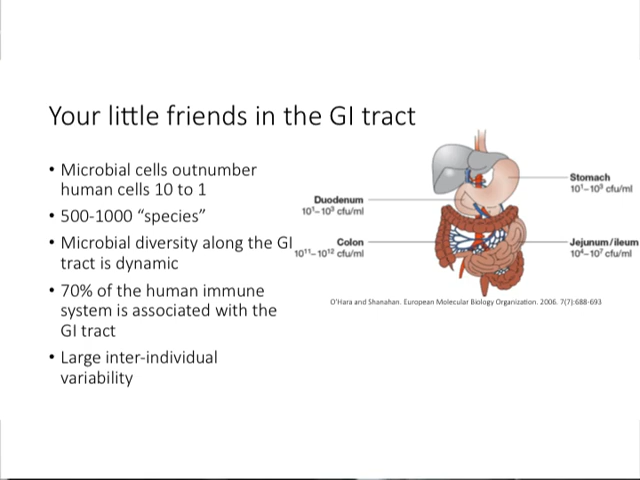 Your little friends in the GI tract
• Microbial cells outnumber
human cells 10 to 1
• 500-1000 “species”
• Microbial diversity along the GI
tract is dynamic
• 70% of the human immune
system is associated with the
GI tract
• Large inter-individual
variability
Stomach
10¹–10³ cfu/ml
Duodenum
10¹–10³ cfu/ml
Colon
10¹¹–10¹² cfu/ml
Jejunum/ileum
10⁴–10⁷ cfu/ml
O'Hara and Shanahan. European Molecular Biology Organization. 2006. 7(7):688-693